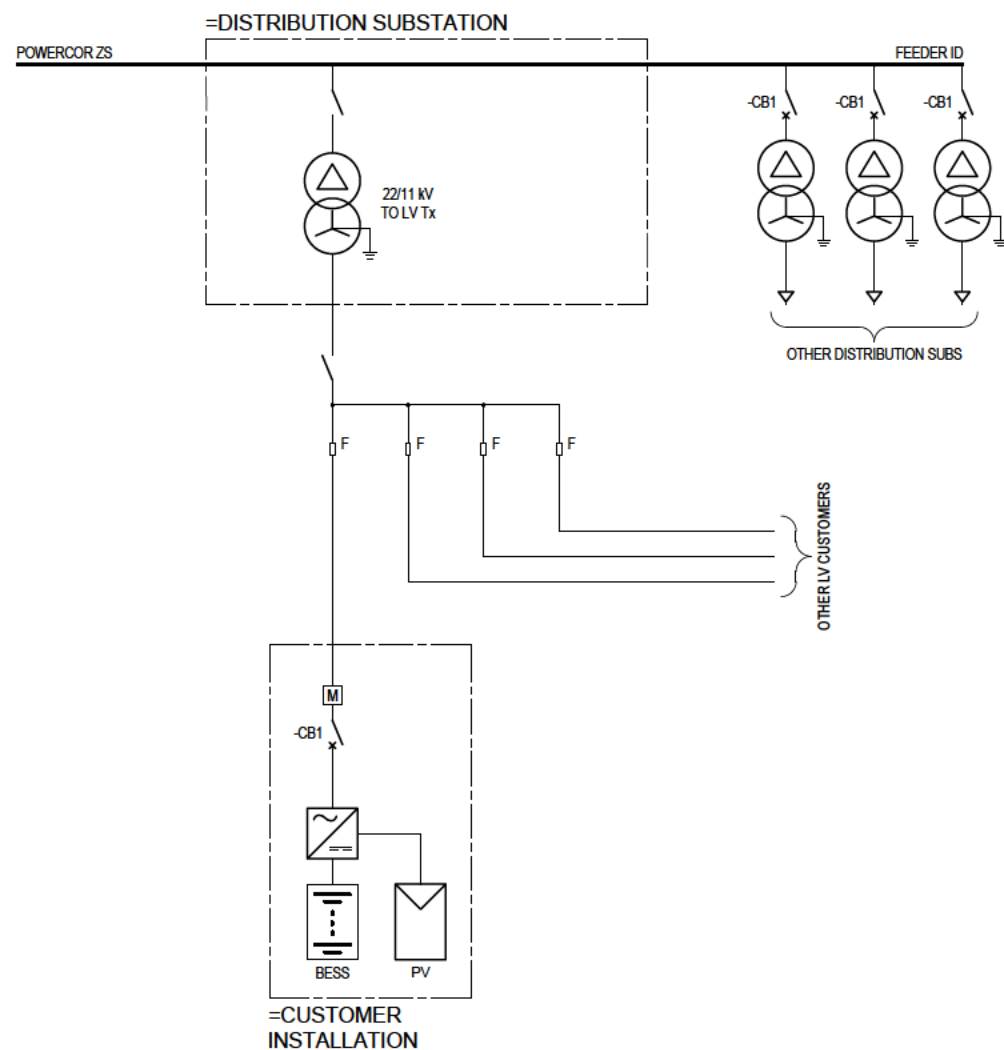 =DISTRIBUTION SUBSTATION
POWERCOR ZS
FEEDER ID
-CB1
-CB1
-CB1
22/11 kV
TO LV Tx
OTHER DISTRIBUTION SUBS
F
F
F
F
OTHER LV CUSTOMERS
M
-CB1
BESS
PV
=CUSTOMER
INSTALLATION